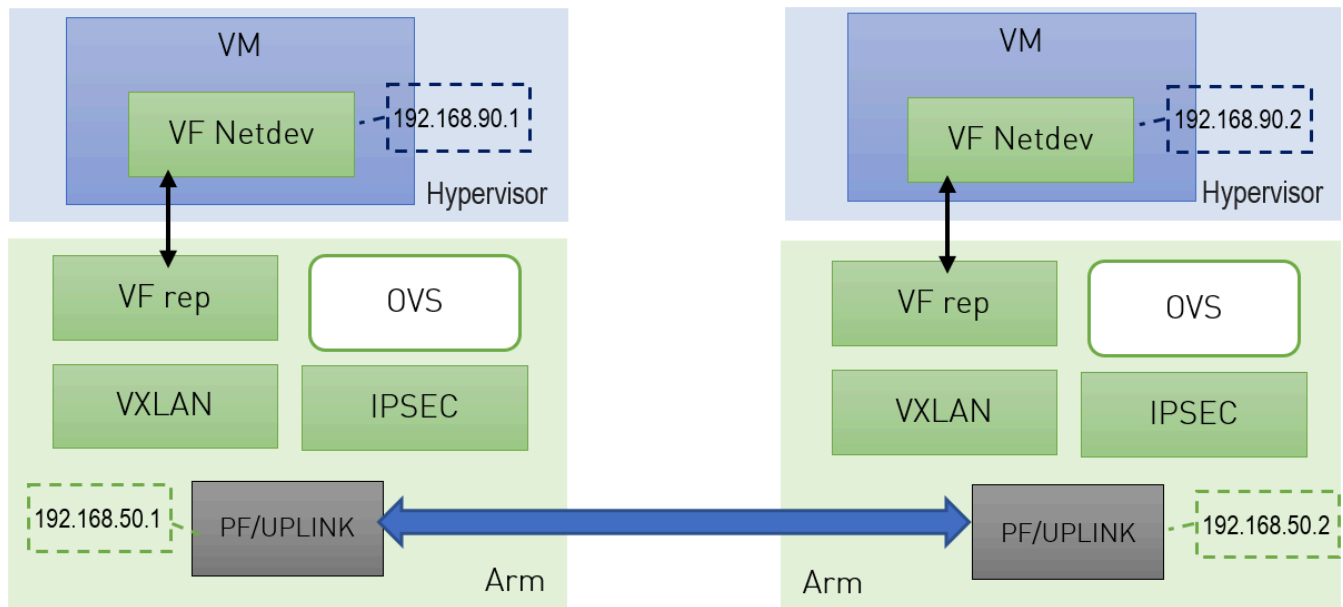 VM
VF Netdev
192.168.90.1
Hypervisor
VF rep
OVS
VXLAN
IPSEC
192.168.50.1
PF/UPLINK
Arm
VM
VF Netdev
192.168.90.2
Hypervisor
VF rep
OVS
VXLAN
IPSEC
PF/UPLINK
192.168.50.2
Arm